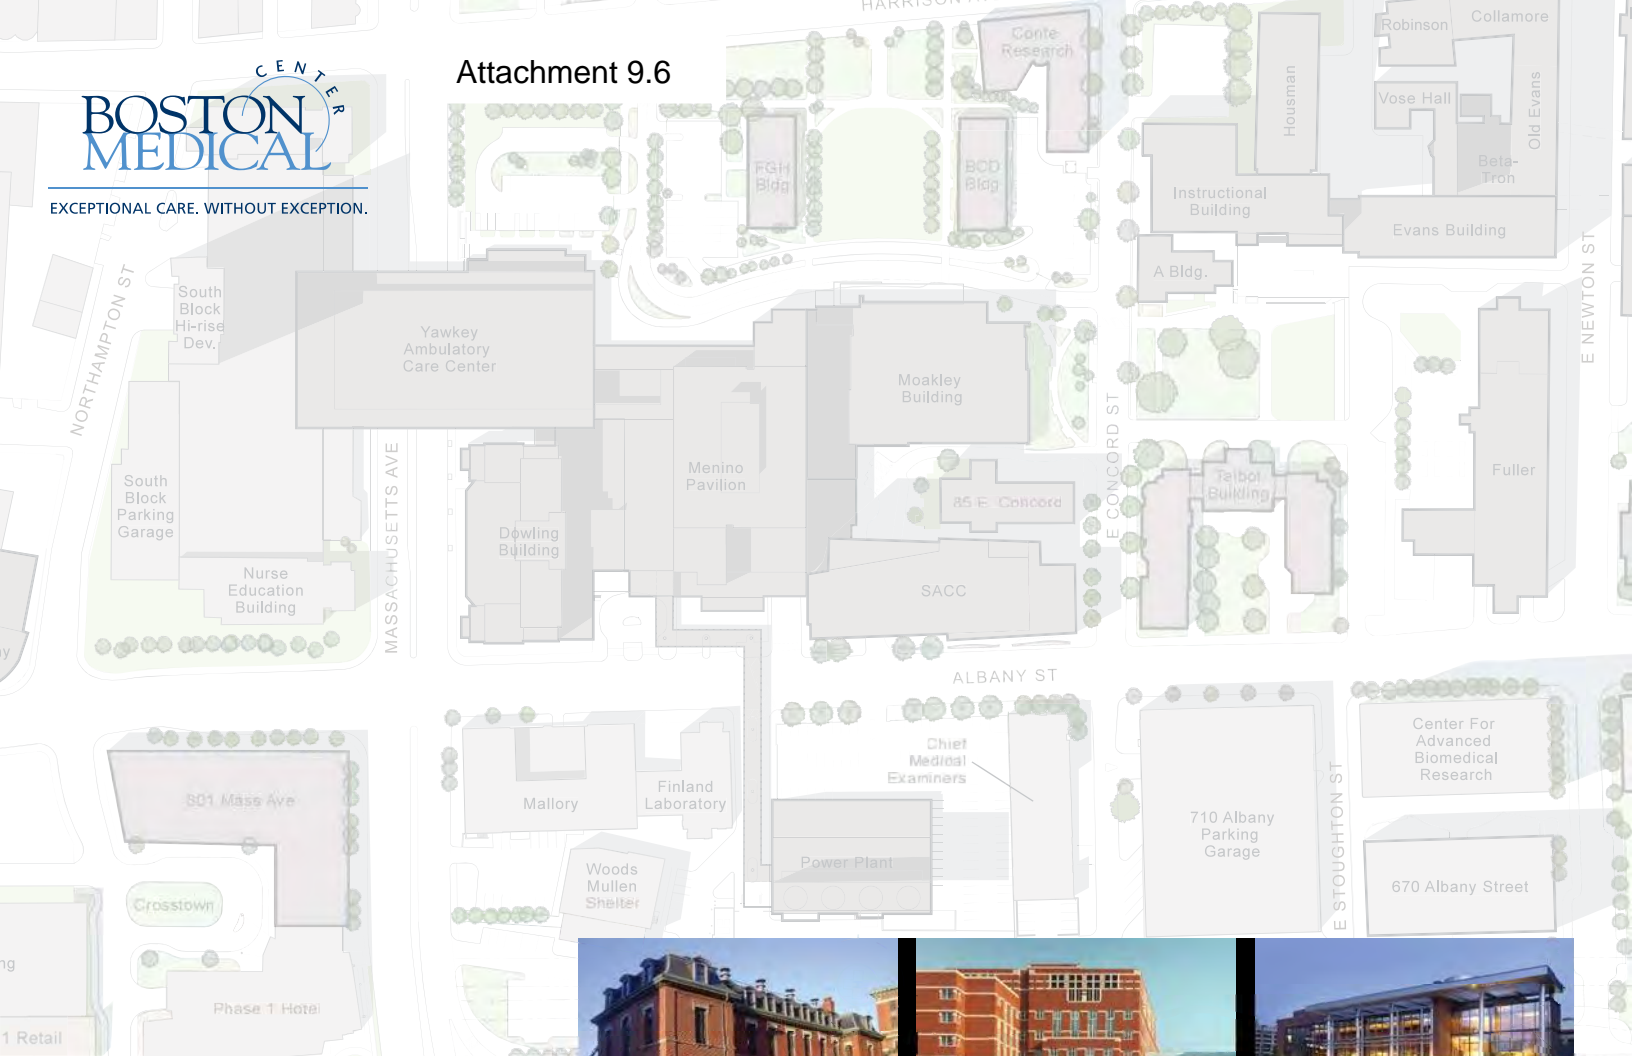 HARRISON
CENTER
BOSTON
MEDICAL
EXCEPTIONAL CARE. WITHOUT EXCEPTION.
Attachment 9.6
Conte
Research
Robinson
Collamore
Housman
Vose Hall
Old Evans
FGH
Bldg
BCD
Bldg
Beta-
Tron
Instructional
Building
Evans Building
A Bldg.
NORTHAMPTON ST
South
Block
Hi-rise
Dev.
E NEWTON ST
Yawkey
Ambulatory
Care Center
Moakley
Building
E CONCORD ST
MASSACHUSETTS AVE
South
Block
Parking
Garage
Menino
Pavilion
85 E. Concord
Talbot
Building
Fuller
Dowling
Building
Nurse
Education
Building
SACC
ALBANY ST
Center For
Advanced
Biomedical
Research
Chief
Medical
Examiners
801 Mass Ave
Mallory
Finland
Laboratory
710 Albany
Parking
Garage
E STOUGHTON ST
Power Plant
Woods
Mullen
Shelter
670 Albany Street
Crosstown
Phase 1 Hotel
1 Retail